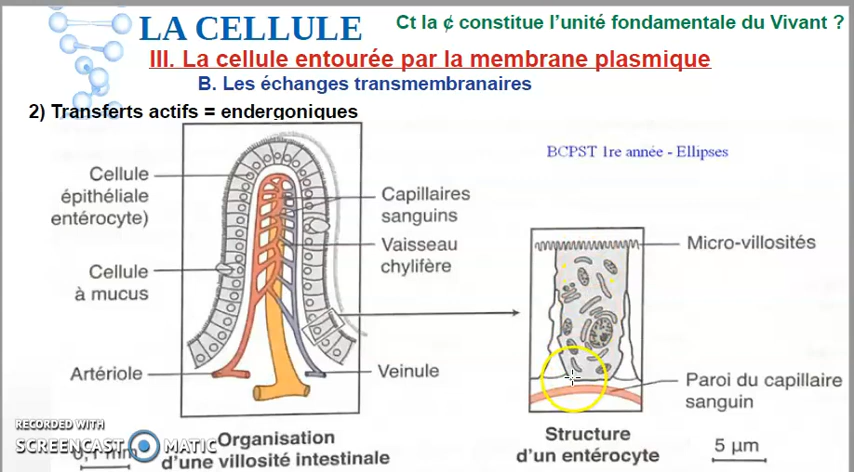 LA CELLULE
Ct la ¢ constitue l'unité fondamentale du Vivant ?
III. La cellule entourée par la membrane plasmique
B. Les échanges transmembranaires
2) Transferts actifs = endergoniques
BCPST 1re année - Ellipses
Cellule
épithéliale
entérocyte)
Capillaires
sanguins
Vaisseau
chylifère
Micro-villosités
Cellule
à mucus
Artériole
Veinule
Paroi du capillaire
sanguin
RECORDED WITH
SCREENCAST MATIC
0,1 mm
Organisation
d'une villosité intestinale
Structure
d'un entérocyte
5 µm